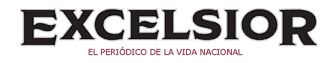 EXCELSIOR
EL PERIÓDICO DE LA VIDA NACIONAL